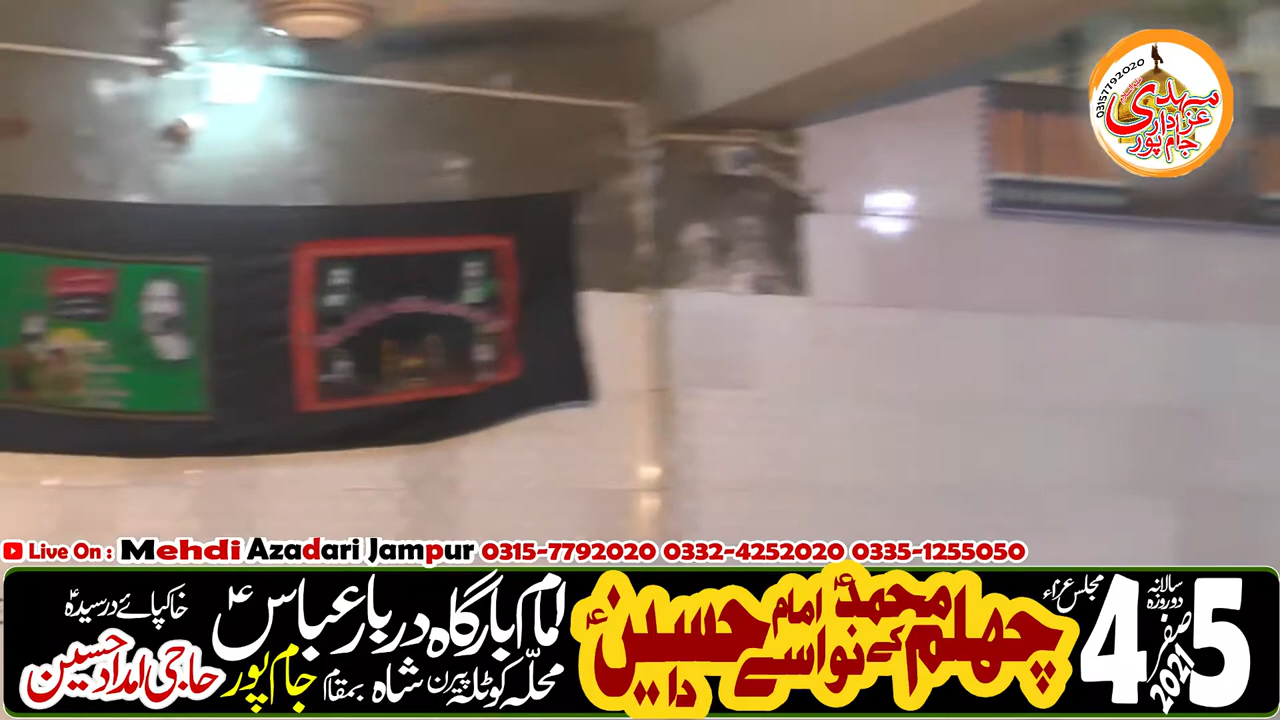 03157792020
مہدی
عزاداری
جام پور
Live On : Mehdi Azadari Jampur 0315-7792020 0332-4252020 0335-1255050
5 4 صفر 2021
سالانہ
دو روزہ
مجلس عزاء
چھلم محمدؐ کے نواسے امام حسینؑ دا
امام بارگاہ دربار عباسؑ
محلّہ کوٹلہ پیرن شاہ بمقام جام پور
خاکپائے در سیدہؑ
حاجی امداد حسین